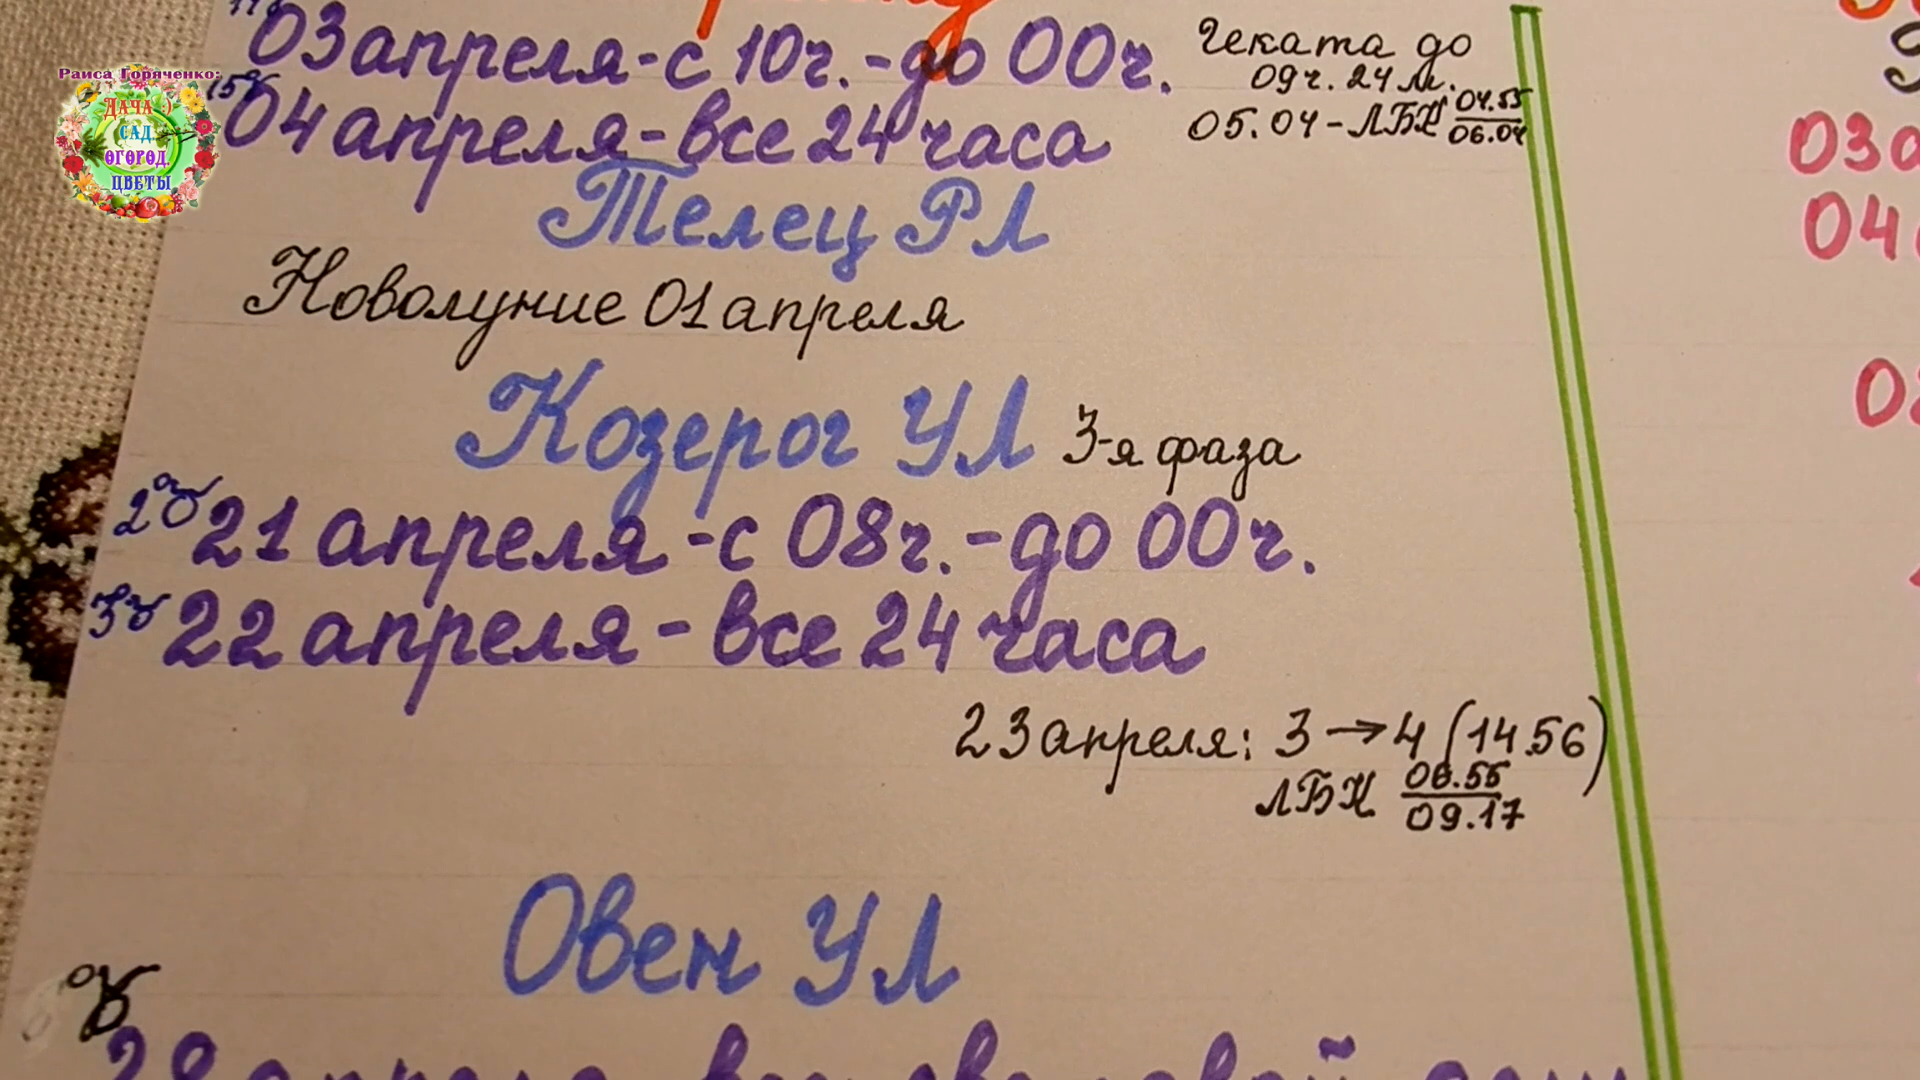 03 апреля - с 10ч. - до 00ч.
Геката до
09ч. 24 м.
04 апреля - все 24 часа
05.04 - ЛБК 04.55
06.04
Телец РЛ
Новолуние 01 апреля
Козерог УЛ 3-я фаза
21 апреля - с 08ч. - до 00ч.
22 апреля - все 24 часа
23 апреля: 3 → 4 (14.56)
ЛБК 06.55
09.17
Овен УЛ
Раиса Горяченко:
ДАЧА :)
САД
ОГОРОД
ЦВЕТЫ
03а
04